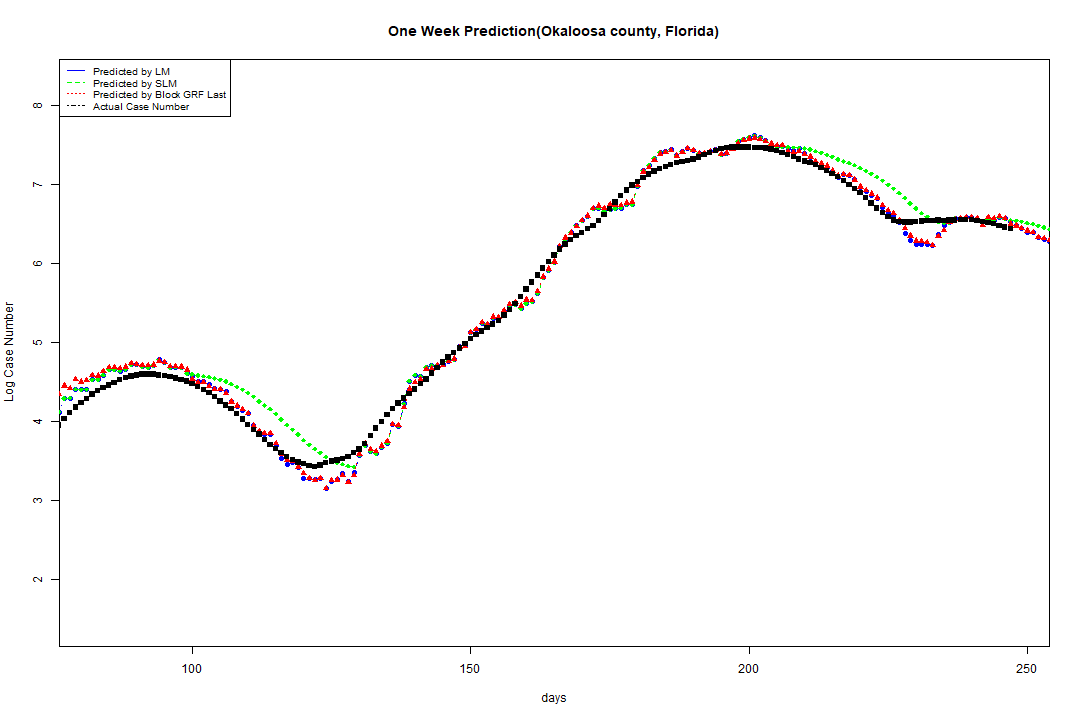 One Week Prediction(Okaloosa county, Florida)
Predicted by LM
Predicted by SLM
Predicted by Block GRF Last
Actual Case Number
8
7
6
5
4
3
2
Log Case Number
100 150 200 250
days